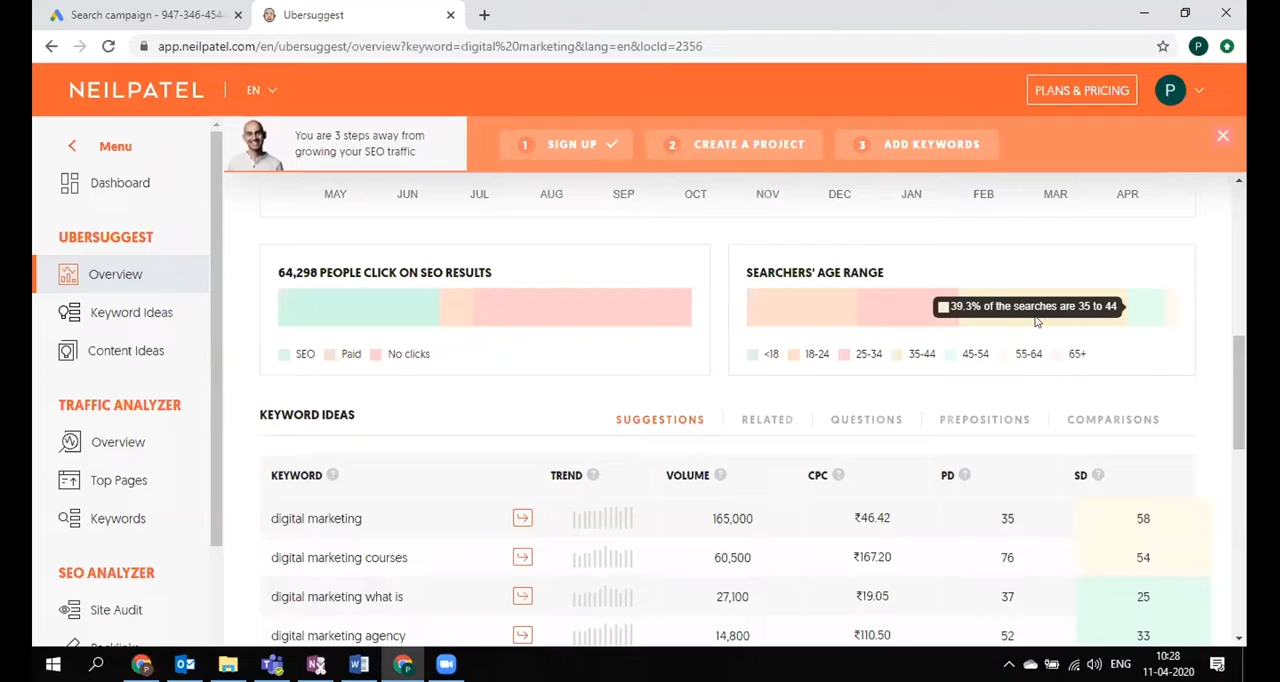 Search campaign - 947-346-454
Ubersuggest
app.neilpatel.com/en/ubersuggest/overview?keyword=digital%20marketing&lang=en&locId=2356
P
NEILPATEL
EN
PLANS & PRICING
P
Menu
You are 3 steps away from
growing your SEO traffic
1 SIGN UP
2 CREATE A PROJECT
3 ADD KEYWORDS
Dashboard
UBERSUGGEST
Overview
Keyword Ideas
Content Ideas
TRAFFIC ANALYZER
Overview
Top Pages
Keywords
SEO ANALYZER
Site Audit
MAY JUN JUL AUG SEP OCT NOV DEC JAN FEB MAR APR
64,298 PEOPLE CLICK ON SEO RESULTS
SEO Paid No clicks
SEARCHERS' AGE RANGE
39.3% of the searches are 35 to 44
<18 18-24 25-34 35-44 45-54 55-64 65+
KEYWORD IDEAS
SUGGESTIONS RELATED QUESTIONS PREPOSITIONS COMPARISONS
KEYWORD ? TREND ? VOLUME ? CPC ? PD ? SD ?
digital marketing 165,000 ₹46.42 35 58
digital marketing courses 60,500 ₹167.20 76 54
digital marketing what is 27,100 ₹19.05 37 25
digital marketing agency 14,800 ₹110.50 52 33
ENG
10:28
11-04-2020